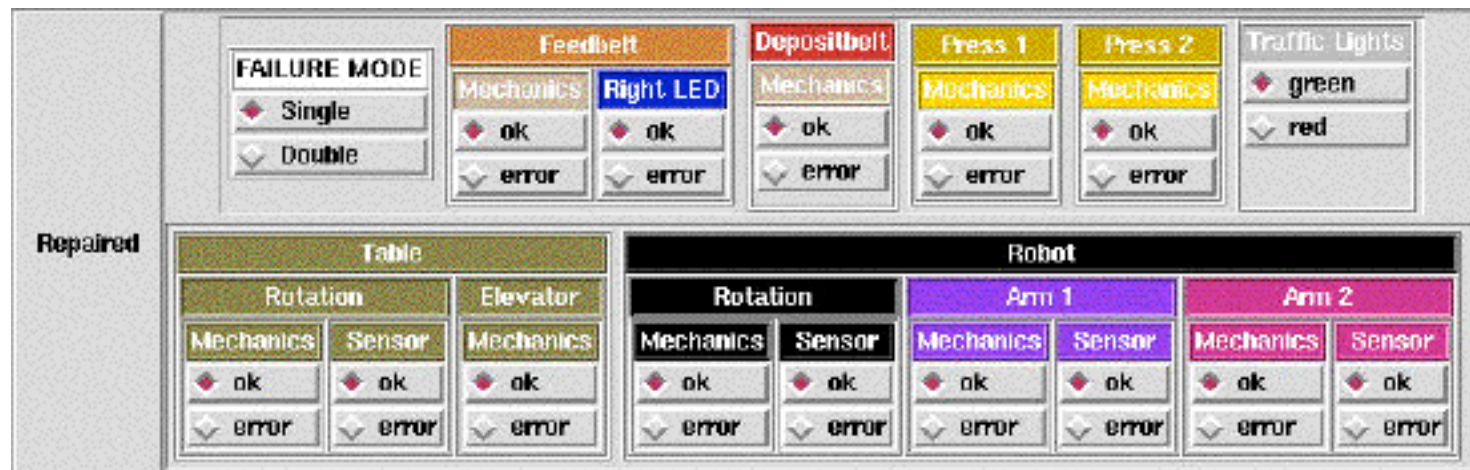 Feedbelt Depositbelt Press 1 Press 2 Traffic Lights
FAILURE MODE
Mechanics Right LED Mechanics Mechanics Mechanics
Single ok ok ok ok ok green
Double error error error error error red
Repaired
Table Robot
Rotation Elevator Rotation Arm 1 Arm 2
Mechanics Sensor Mechanics Mechanics Sensor Mechanics Sensor Mechanics Sensor
ok ok ok ok ok ok ok ok ok
error error error error error error error error error